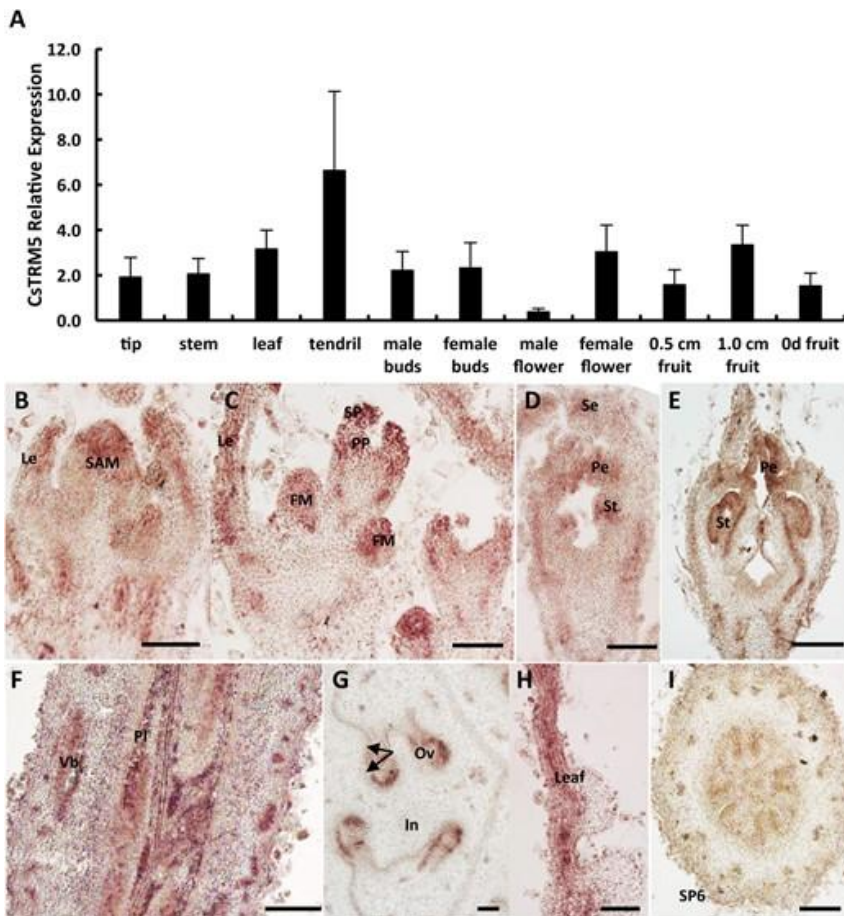 A
CsTRM5 Relative Expression
12.0
10.0
8.0
6.0
4.0
2.0
0.0
tip stem leaf tendril male buds female buds male flower female flower 0.5 cm fruit 1.0 cm fruit 0d fruit
B
Le
SAM
C
Le
SP
PP
FM
FM
D
Se
Pe
St
E
Pe
St
F
Vb
Pl
G
Ov
In
H
Leaf
I
SP6